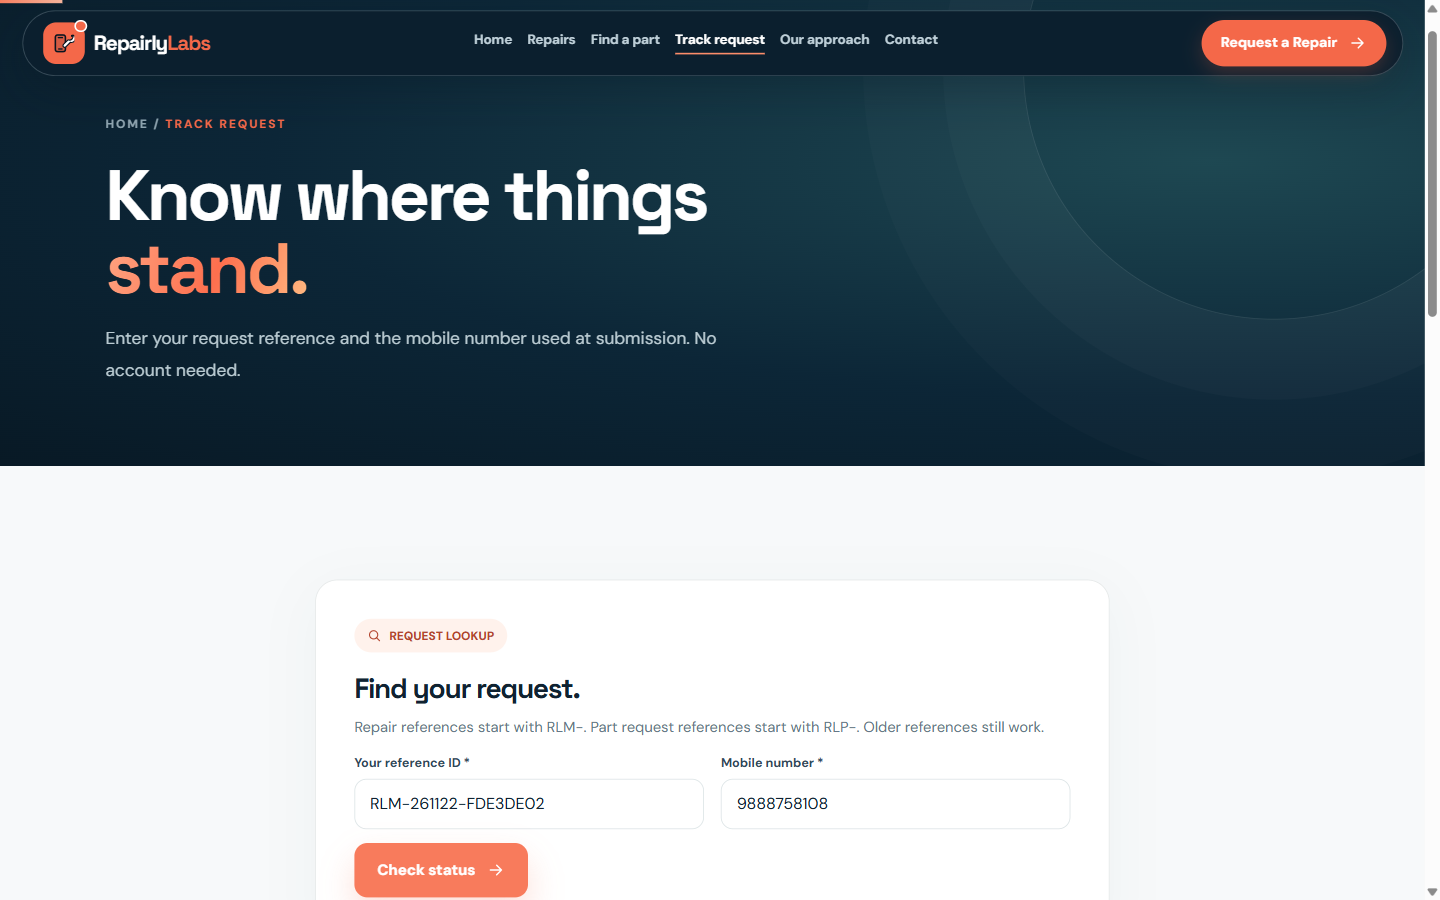 RepairlyLabs
Home Repairs Find a part Track request Our approach Contact
Request a Repair
HOME / TRACK REQUEST
Know where things
stand.
Enter your request reference and the mobile number used at submission. No
account needed.
REQUEST LOOKUP
Find your request.
Repair references start with RLM-. Part request references start with RLP-. Older references still work.
Your reference ID * Mobile number *
RLM-261122-FDE3DE02 9888758108
Check status